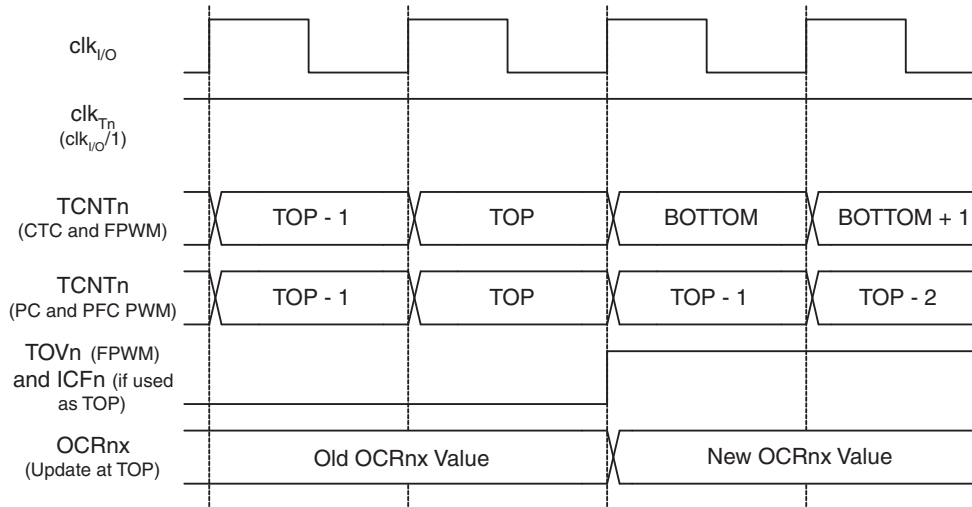 clkI/O
clkTn
(clkI/O/1)
TCNTn
(CTC and FPWM)
TOP - 1
TOP
BOTTOM
BOTTOM + 1
TCNTn
(PC and PFC PWM)
TOP - 1
TOP
TOP - 1
TOP - 2
TOVn (FPWM)
and ICFn (if used
as TOP)
OCRnx
(Update at TOP)
Old OCRnx Value
New OCRnx Value